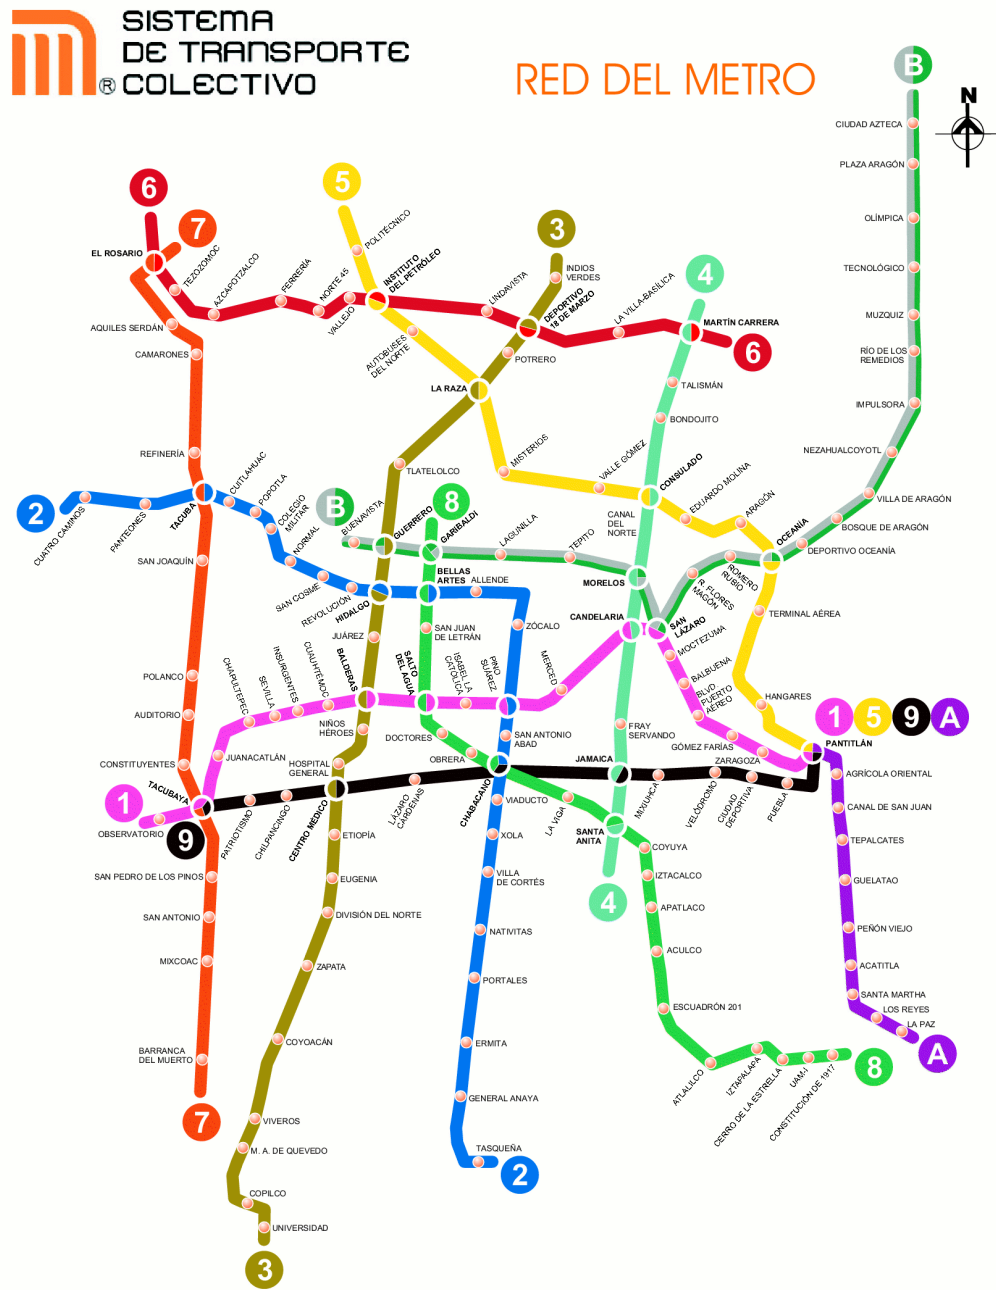 SISTEMA
DE TRANSPORTE
COLECTIVO
®
RED DEL METRO
B
N
CIUDAD AZTECA
PLAZA ARAGÓN
OLÍMPICA
TECNOLÓGICO
MUZQUIZ
RÍO DE LOS
REMEDIOS
IMPULSORA
NEZAHUALCOYOTL
VILLA DE ARAGÓN
BOSQUE DE ARAGÓN
DEPORTIVO OCEANÍA
OCEANÍA
ROMERO
RUBIO
R. FLORES
MAGÓN
SAN
LÁZARO
MORELOS
TEPITO
LAGUNILLA
GARIBALDI
GUERRERO
BUENAVISTA
B
6
EL ROSARIO
TEZOZOMOC
AZCAPOTZALCO
FERRERÍA
NORTE 45
VALLEJO
INSTITUTO
DEL PETRÓLEO
LINDAVISTA
DEPORTIVO
18 DE MARZO
LA VILLA-BASÍLICA
MARTÍN CARRERA
6
7
AQUILES SERDÁN
CAMARONES
REFINERÍA
TACUBA
SAN JOAQUÍN
POLANCO
AUDITORIO
CONSTITUYENTES
TACUBAYA
SAN PEDRO DE LOS PINOS
SAN ANTONIO
MIXCOAC
BARRANCA
DEL MUERTO
7
5
POLITÉCNICO
AUTOBUSES
DEL NORTE
LA RAZA
MISTERIOS
VALLE GÓMEZ
CONSULADO
EDUARDO MOLINA
ARAGÓN
TERMINAL AÉREA
HANGARES
PANTITLÁN
1
5
9
A
3
INDIOS
VERDES
POTRERO
TLATELOLCO
HIDALGO
JUÁREZ
BALDERAS
NIÑOS
HÉROES
HOSPITAL
GENERAL
CENTRO MÉDICO
ETIOPÍA
EUGENIA
DIVISIÓN DEL NORTE
ZAPATA
COYOACÁN
VIVEROS
M. A. DE QUEVEDO
COPILCO
UNIVERSIDAD
3
4
TALISMÁN
BONDOJITO
CANAL
DEL
NORTE
CANDELARIA
FRAY
SERVANDO
JAMAICA
SANTA
ANITA
4
2
CUATRO CAMINOS
PANTEONES
CUITLAHUAC
POPOTLA
COLEGIO
MILITAR
NORMAL
SAN COSME
REVOLUCIÓN
BELLAS
ARTES
ALLENDE
ZÓCALO
PINO
SUÁREZ
SAN ANTONIO
ABAD
CHABACANO
VIADUCTO
XOLA
VILLA
DE CORTÉS
NATIVITAS
PORTALES
ERMITA
GENERAL ANAYA
TASQUEÑA
2
8
SAN JUAN
DE LETRÁN
SALTO
DEL AGUA
DOCTORES
OBRERA
LA VIGA
COYUYA
IZTACALCO
APATLACO
ACULCO
ESCUADRÓN 201
ATLALILCO
IZTAPALAPA
CERRO DE LA ESTRELLA
UAM-I
CONSTITUCIÓN DE 1917
8
1
OBSERVATORIO
JUANACATLÁN
CHAPULTEPEC
SEVILLA
INSURGENTES
CUAUHTÉMOC
ISABEL LA
CATÓLICA
MERCED
MOCTEZUMA
BALBUENA
BLVD.
PUERTO
AEREO
GÓMEZ FARÍAS
ZARAGOZA
9
PATRIOTISMO
CHILPANCINGO
LÁZARO
CÁRDENAS
MIXIUHCA
VELÓDROMO
CIUDAD
DEPORTIVA
PUEBLA
AGRÍCOLA ORIENTAL
CANAL DE SAN JUAN
TEPALCATES
GUELATAO
PEÑÓN VIEJO
ACATITLA
SANTA MARTHA
LOS REYES
LA PAZ
A